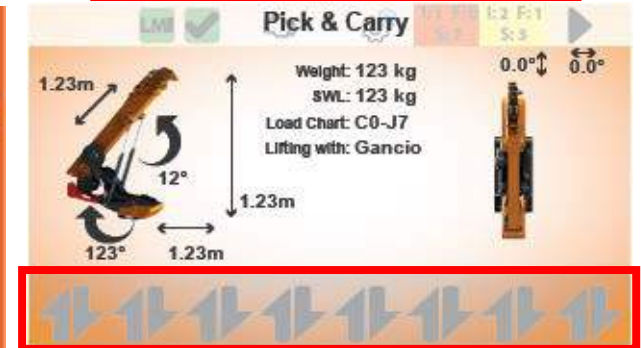 LMI Pick & Carry I:2 F:1
S:3
0.0° 0.0°
Weight: 123 kg
SWL: 123 kg
Load Chart: C0-J7
Lifting with: Gancio
1.23m
12°
1.23m
123° 1.23m